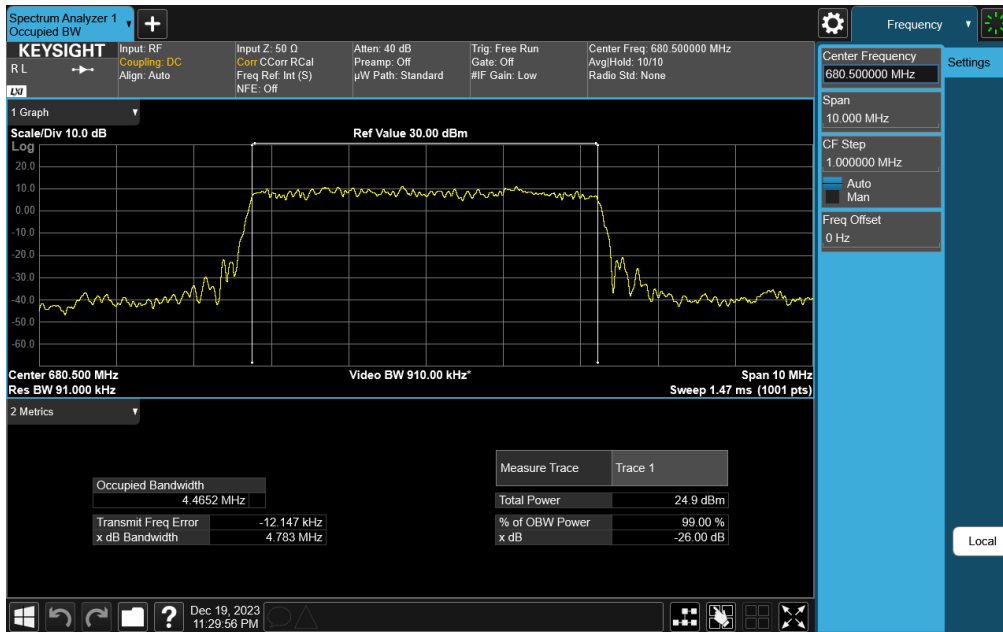 Spectrum Analyzer 1
Occupied BW
Frequency
KEYSIGHT
R L
LXI
Input: RF
Coupling: DC
Align: Auto
Input Z: 50 Ω
Corr CCorr RCal
Freq Ref: Int (S)
NFE: Off
Atten: 40 dB
Preamp: Off
µW Path: Standard
Trig: Free Run
Gate: Off
#IF Gain: Low
Center Freq: 680.500000 MHz
Avg|Hold: 10/10
Radio Std: None
Center Frequency
680.500000 MHz
Settings
Span
10.000 MHz
CF Step
1.000000 MHz
Auto
Man
Freq Offset
0 Hz
Local
1 Graph
Scale/Div 10.0 dB
Ref Value 30.00 dBm
Log
20.0
10.0
0.00
-10.0
-20.0
-30.0
-40.0
-50.0
-60.0
Center 680.500 MHz
Video BW 910.00 kHz*
Span 10 MHz
Res BW 91.000 kHz
Sweep 1.47 ms (1001 pts)
2 Metrics
Occupied Bandwidth
4.4652 MHz
Transmit Freq Error -12.147 kHz
x dB Bandwidth 4.783 MHz
Measure Trace Trace 1
Total Power 24.9 dBm
% of OBW Power 99.00 %
x dB -26.00 dB
?
Dec 19, 2023
11:29:56 PM